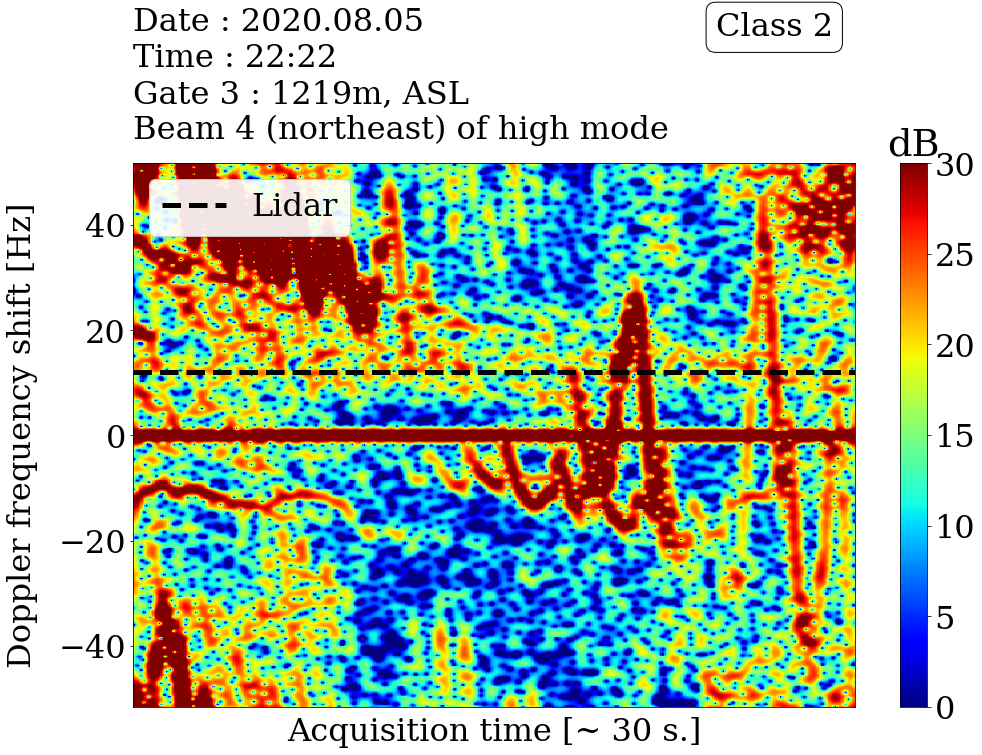 Date : 2020.08.05
Time : 22:22
Gate 3 : 1219m, ASL
Beam 4 (northeast) of high mode
Class 2
dB
Lidar
Doppler frequency shift [Hz]
40
20
0
−20
−40
30
25
20
15
10
5
0
Acquisition time [~ 30 s.]